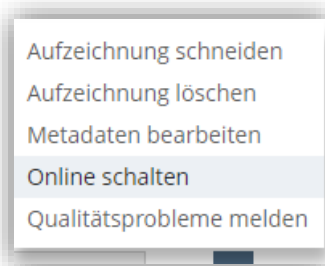 Aufzeichnung schneiden
Aufzeichnung löschen
Metadaten bearbeiten
Online schalten
Qualitätsprobleme melden